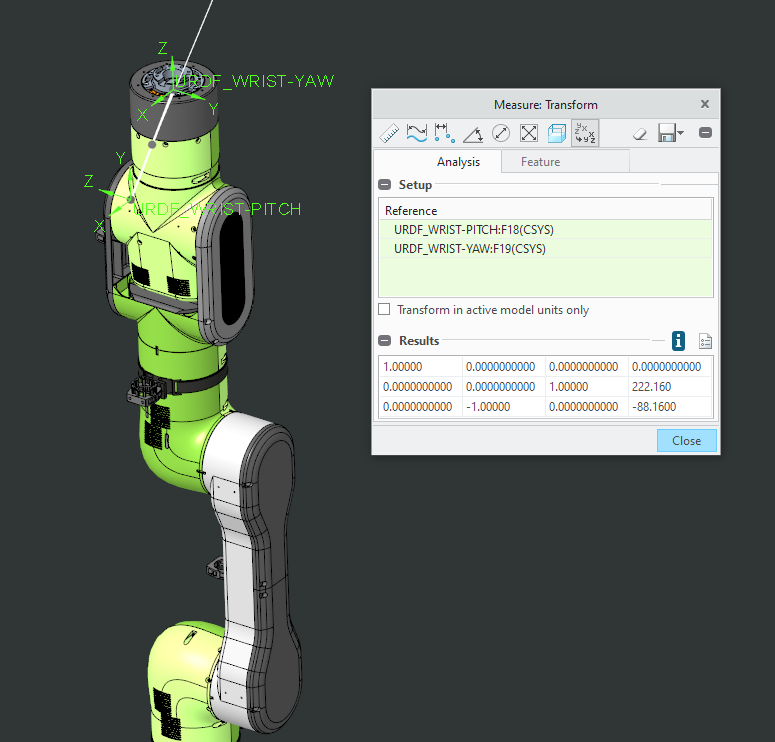 Z
URDF_WRIST-YAW
X
Y
Y
Z
URDF_WRIST-PITCH
X
Measure: Transform
Analysis
Feature
Setup
Reference
URDF_WRIST-PITCH:F18(CSYS)
URDF_WRIST-YAW:F19(CSYS)
Transform in active model units only
Results
1.00000 0.0000000000 0.0000000000 0.0000000000
0.0000000000 0.0000000000 1.00000 222.160
0.0000000000 -1.00000 0.0000000000 -88.1600
Close